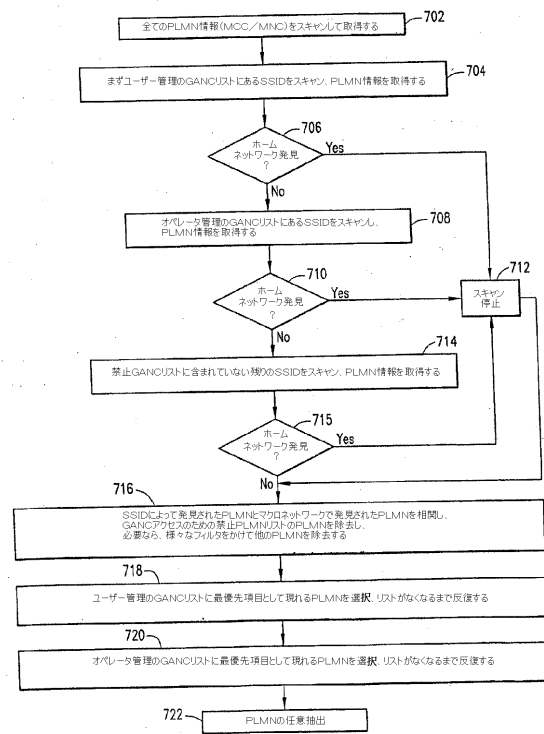 全てのPLMN情報(MCC/MNC)をスキャンして取得する
702
まずユーザー管理のGANCリストにあるSSIDをスキャン、PLMN情報を取得する
704
706
ホーム
ネットワーク発見
?
Yes
No
オペレータ管理のGANCリストにあるSSIDをスキャンし、
PLMN情報を取得する
708
710
ホーム
ネットワーク発見
?
Yes
712
スキャン
停止
No
714
禁止GANCリストに含まれていない残りのSSIDをスキャン、PLMN情報を取得する
715
ホーム
ネットワーク発見
?
Yes
No
716
SSIDによって発見されたPLMNとマクロネットワークで発見されたPLMNを相関し、
GANCアクセスのための禁止PLMNリストのPLMNを除去し、
必要なら、様々なフィルタをかけて他のPLMNを除去する
718
ユーザー管理のGANCリストに最優先項目として現れるPLMNを選択、リストがなくなるまで反復する
720
オペレータ管理のGANCリストに最優先項目として現れるPLMNを選択、リストがなくなるまで反復する
722
PLMNの任意抽出